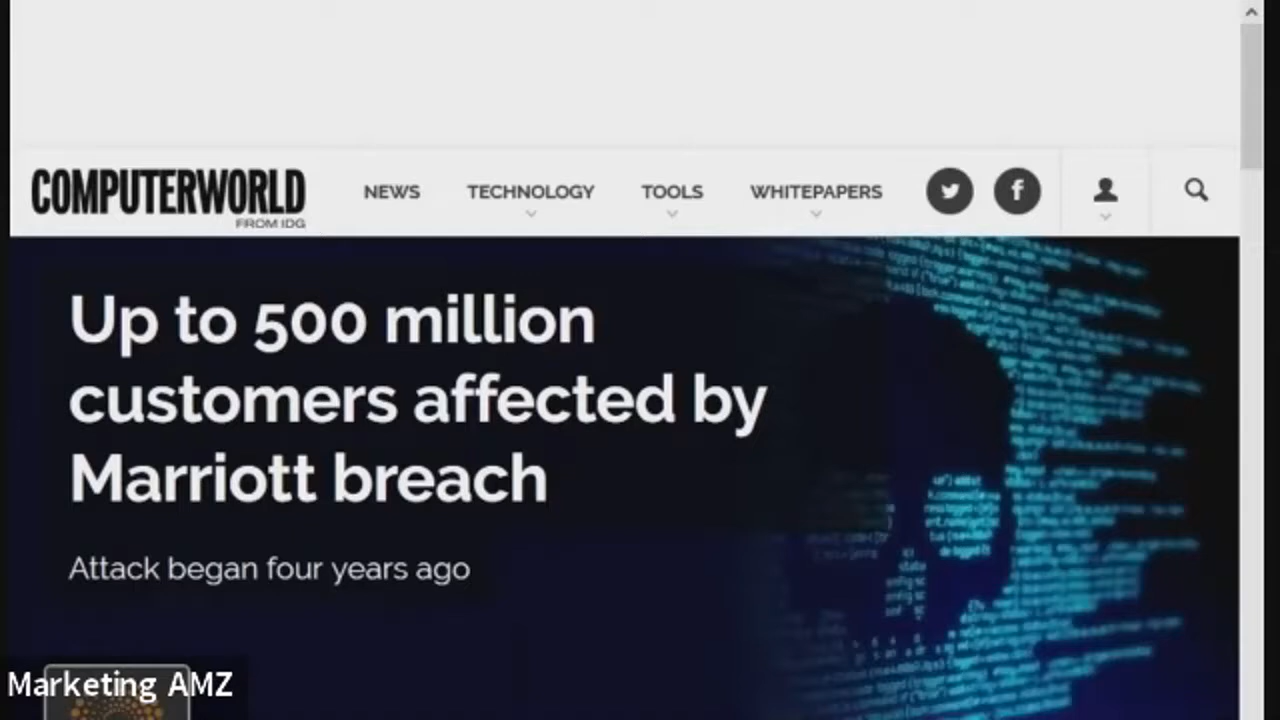 COMPUTERWORLD
FROM IDG
NEWS
TECHNOLOGY
TOOLS
WHITEPAPERS
Up to 500 million
customers affected by
Marriott breach
Attack began four years ago
Marketing AMZ